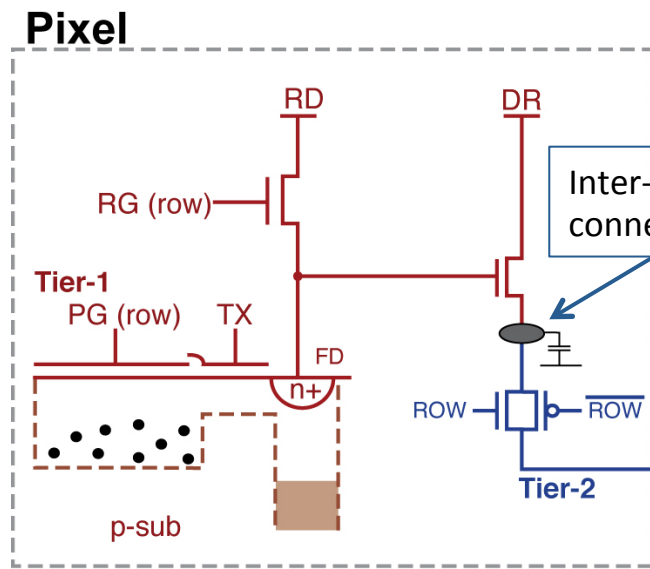 Pixel
RD
DR
Inter-
conne
RG (row)
Tier-1
PG (row)
TX
FD
n+
ROW
ROW
Tier-2
p-sub